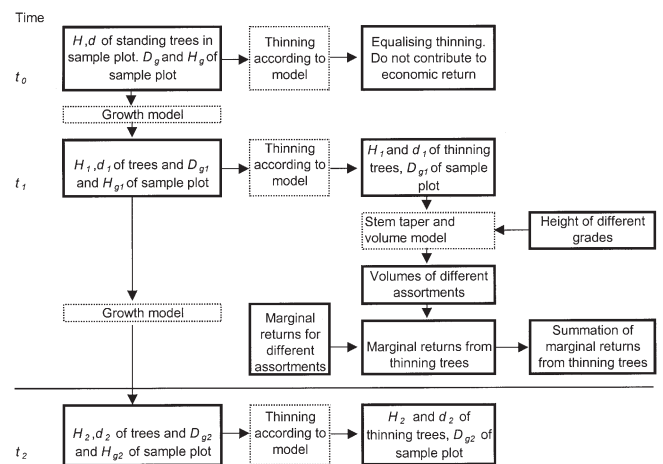 Time
H,d of standing trees in
sample plot. Dg and Hg of
sample plot
Thinning
according to
model
Equalising thinning.
Do not contribute to
economic return
t0
Growth model
H1,d1 of trees and Dg1
and Hg1 of sample plot
Thinning
according to
model
H1 and d1 of thinning
trees, Dg1 of sample
plot
t1
Stem taper and
volume model
Height of different
grades
Volumes of different
assortments
Growth model
Marginal
returns for
different
assortments
Marginal returns from
thinning trees
Summation of
marginal returns
from thinning trees
H2,d2 of trees and Dg2
and Hg2 of sample plot
Thinning
according to
model
H2 and d2 of
thinning trees, Dg2 of
sample plot
t2